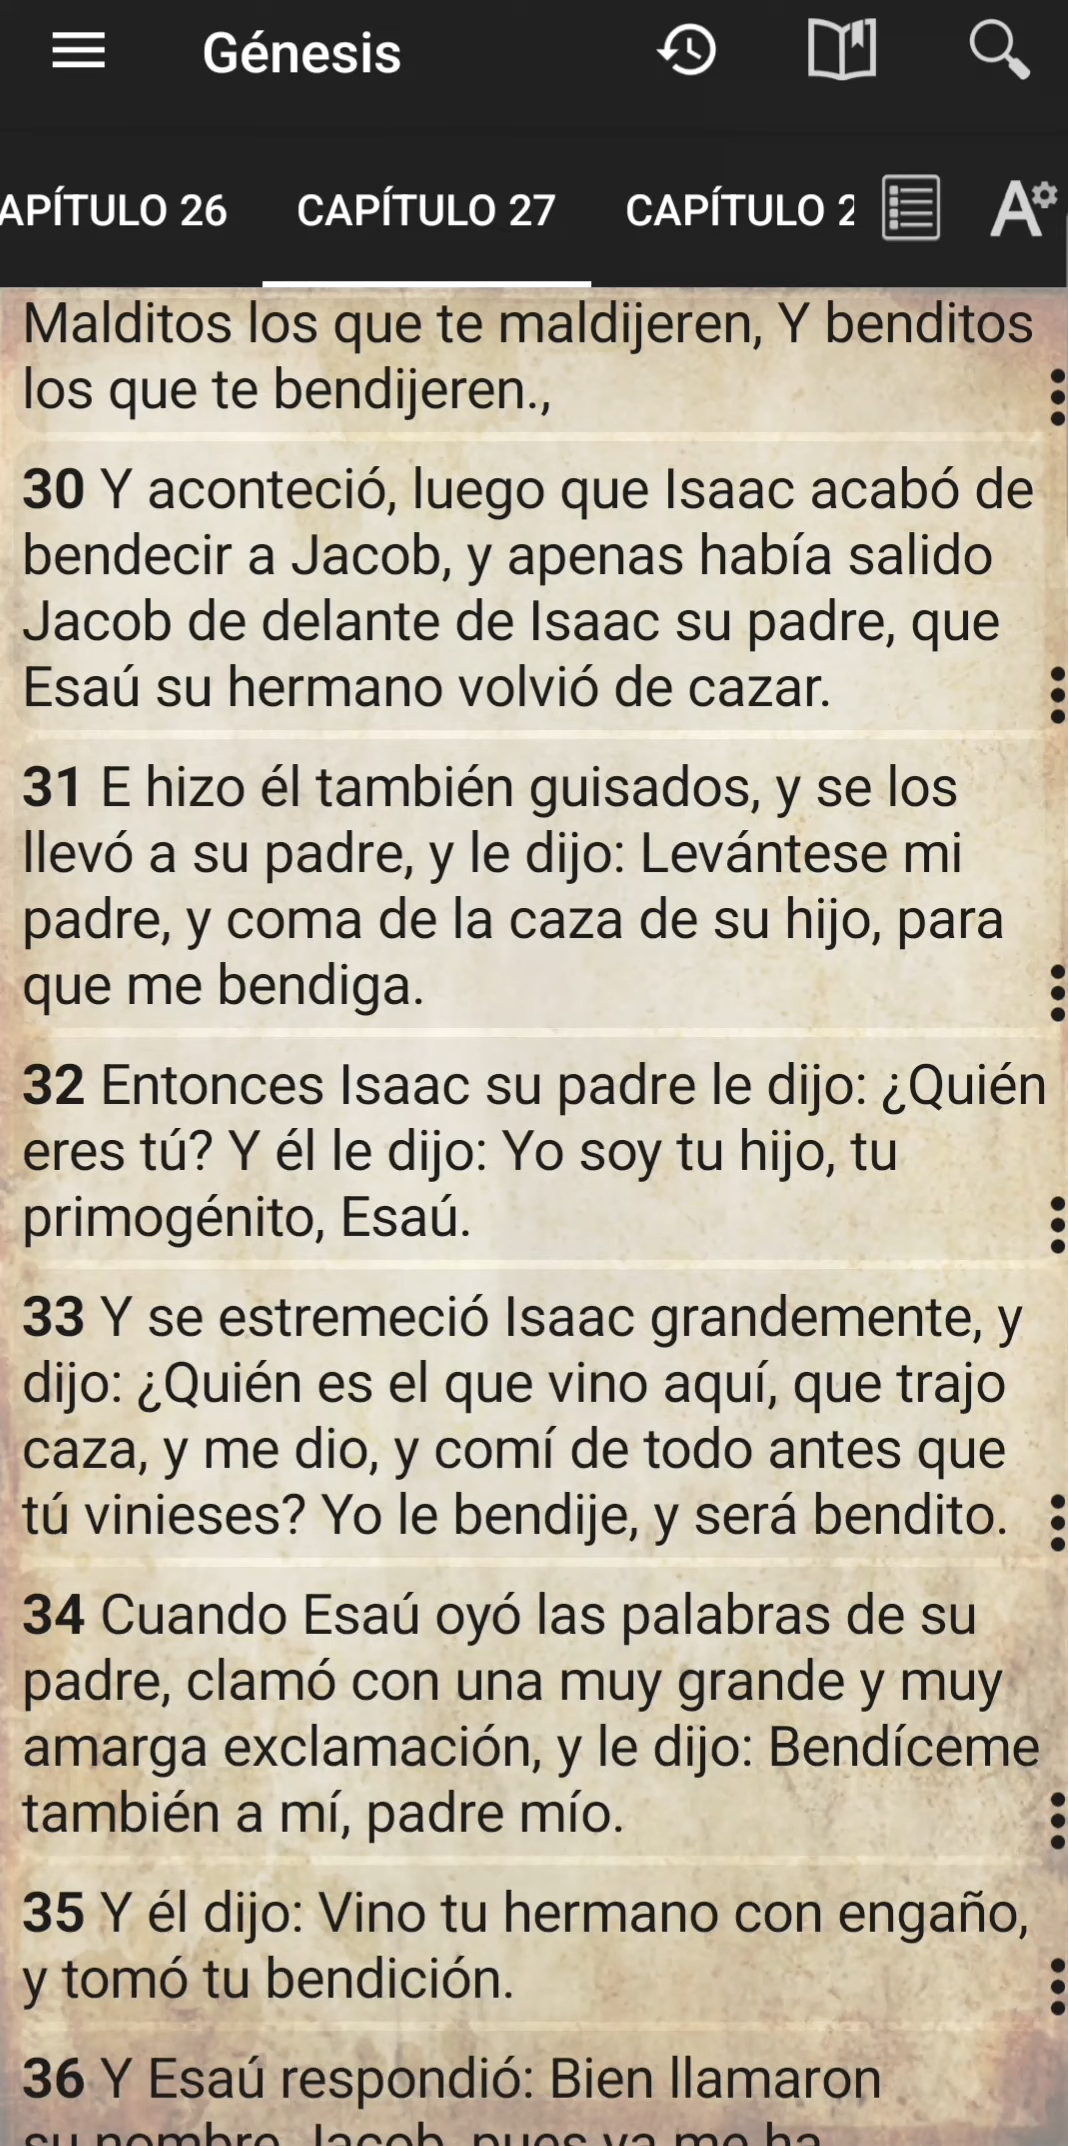 Génesis
APÍTULO 26 CAPÍTULO 27 CAPÍTULO 2
Malditos los que te maldijeren, Y benditos
los que te bendijeren.,
30 Y aconteció, luego que Isaac acabó de
bendecir a Jacob, y apenas había salido
Jacob de delante de Isaac su padre, que
Esaú su hermano volvió de cazar.
31 E hizo él también guisados, y se los
llevó a su padre, y le dijo: Levántese mi
padre, y coma de la caza de su hijo, para
que me bendiga.
32 Entonces Isaac su padre le dijo: ¿Quién
eres tú? Y él le dijo: Yo soy tu hijo, tu
primogénito, Esaú.
33 Y se estremeció Isaac grandemente, y
dijo: ¿Quién es el que vino aquí, que trajo
caza, y me dio, y comí de todo antes que
tú vinieses? Yo le bendije, y será bendito.
34 Cuando Esaú oyó las palabras de su
padre, clamó con una muy grande y muy
amarga exclamación, y le dijo: Bendíceme
también a mí, padre mío.
35 Y él dijo: Vino tu hermano con engaño,
y tomó tu bendición.
36 Y Esaú respondió: Bien llamaron
su nombre Jacob, pues ya me ha